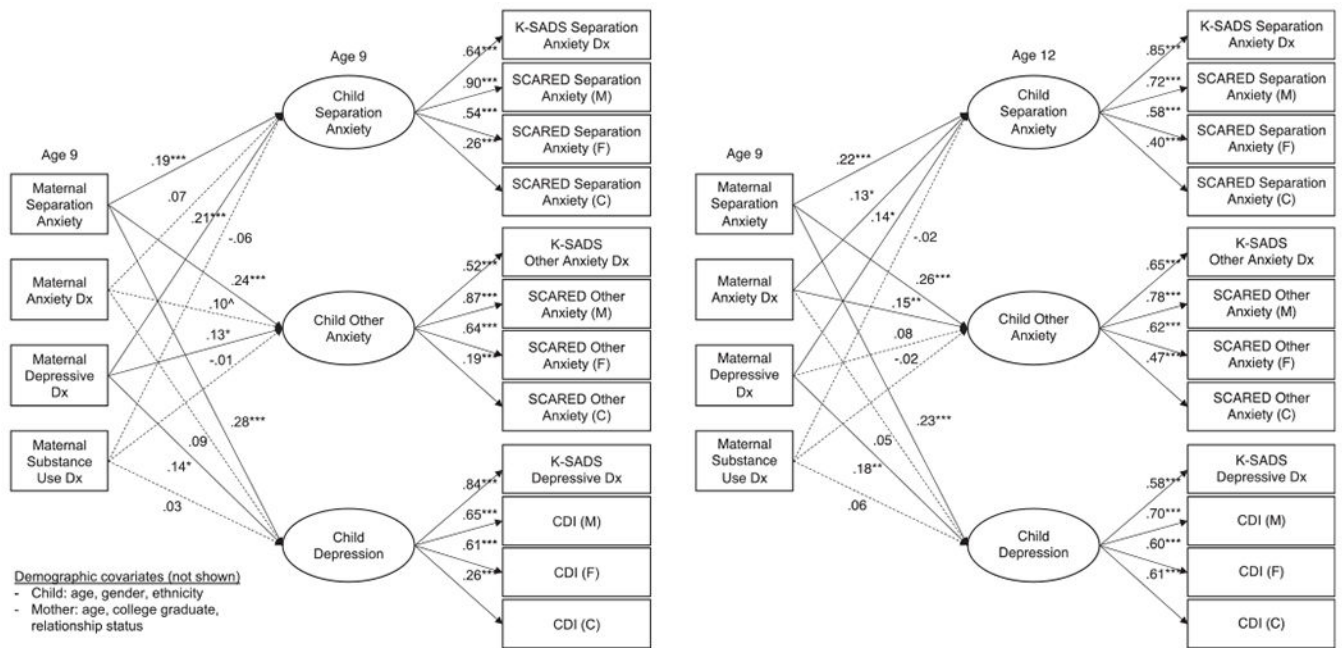 Age 9
Age 9
Maternal
Separation
Anxiety
Maternal
Anxiety Dx
Maternal
Depressive
Dx
Maternal
Substance
Use Dx
.19***
.07
.21***
-.06
.24***
.10^
.13*
-.01
.28***
.09
.14*
.03
Child
Separation
Anxiety
Child Other
Anxiety
Child
Depression
.64***
.90***
.54***
.26***
.52***
.87***
.64***
.19***
.84***
.65***
.61***
.26***
K-SADS Separation
Anxiety Dx
SCARED Separation
Anxiety (M)
SCARED Separation
Anxiety (F)
SCARED Separation
Anxiety (C)
K-SADS
Other Anxiety Dx
SCARED Other
Anxiety (M)
SCARED Other
Anxiety (F)
SCARED Other
Anxiety (C)
K-SADS
Depressive Dx
CDI (M)
CDI (F)
CDI (C)
Demographic covariates (not shown)
- Child: age, gender, ethnicity
- Mother: age, college graduate,
relationship status
Age 12
Age 9
Maternal
Separation
Anxiety
Maternal
Anxiety Dx
Maternal
Depressive
Dx
Maternal
Substance
Use Dx
.22***
.13*
.14*
-.02
.26***
.15**
.08
-.02
.23***
.05
.18**
.06
Child
Separation
Anxiety
Child Other
Anxiety
Child
Depression
.85***
.72***
.58***
.40***
.65***
.78***
.62***
.47***
.58***
.70***
.60***
.61***
K-SADS Separation
Anxiety Dx
SCARED Separation
Anxiety (M)
SCARED Separation
Anxiety (F)
SCARED Separation
Anxiety (C)
K-SADS
Other Anxiety Dx
SCARED Other
Anxiety (M)
SCARED Other
Anxiety (F)
SCARED Other
Anxiety (C)
K-SADS
Depressive Dx
CDI (M)
CDI (F)
CDI (C)